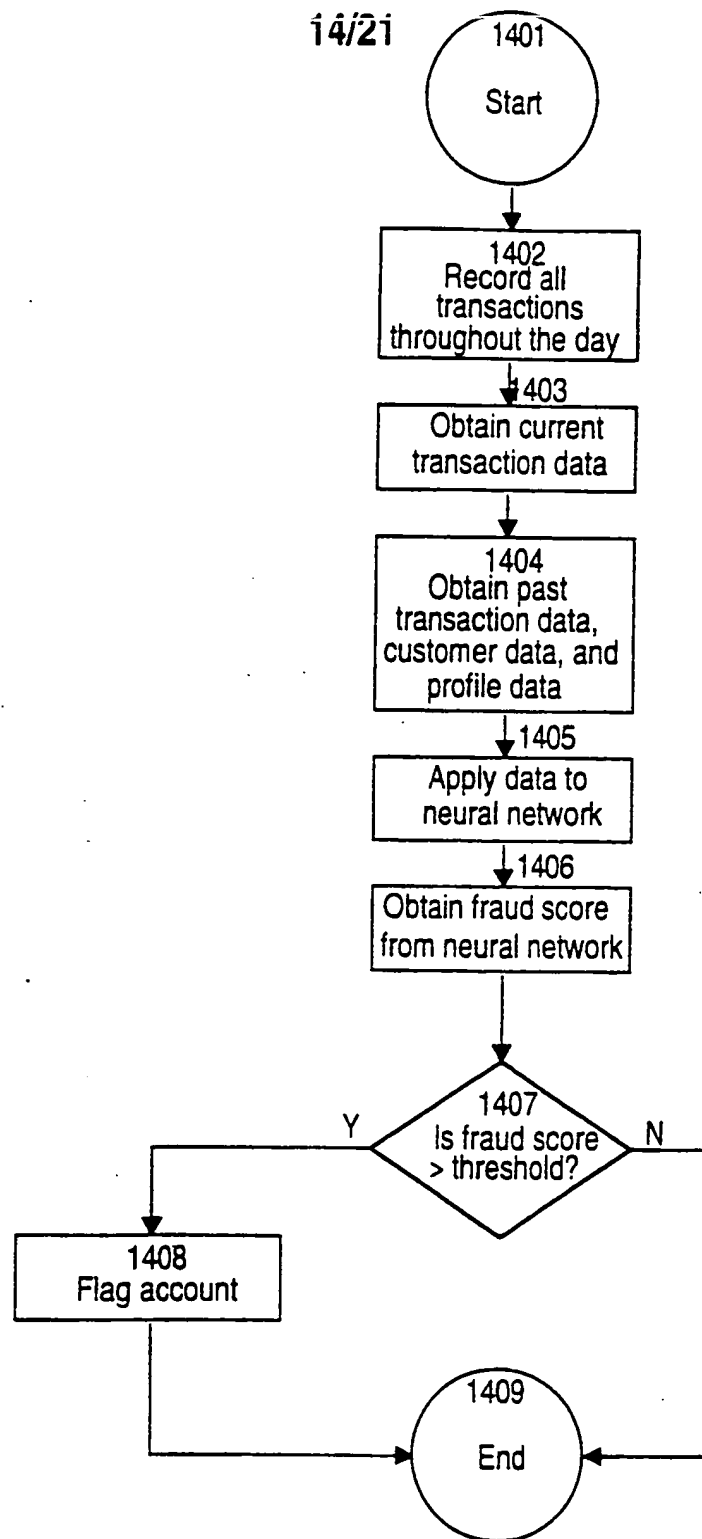 14/21
1401
Start
1402
Record all
transactions
throughout the day
1403
Obtain current
transaction data
1404
Obtain past
transaction data,
customer data, and
profile data
1405
Apply data to
neural network
1406
Obtain fraud score
from neural network
1407
Is fraud score
> threshold?
Y
N
1408
Flag account
1409
End